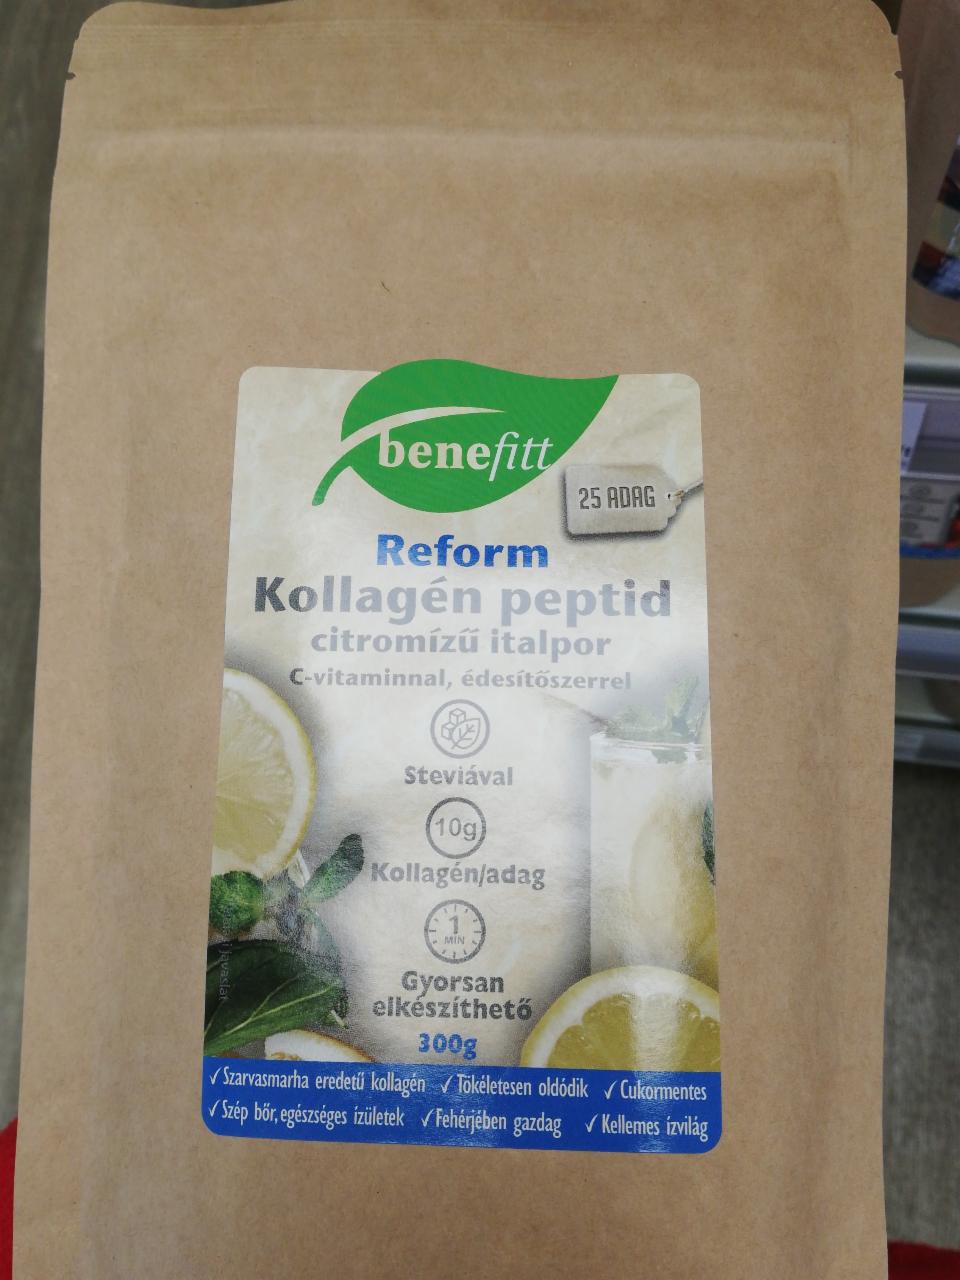 benefitt
25 ADAG
Reform
Kollagén peptid
citromízű italpor
C-vitaminnal, édesítőszerrel
Steviával
10g
Kollagén/adag
1
MIN
Gyorsan
elkészíthető
300g
✓Szarvasmarha eredetű kollagén ✓Tökéletesen oldódik ✓Cukormentes
✓Szép bőr, egészséges ízületek ✓Fehérjében gazdag ✓Kellemes ízvilág